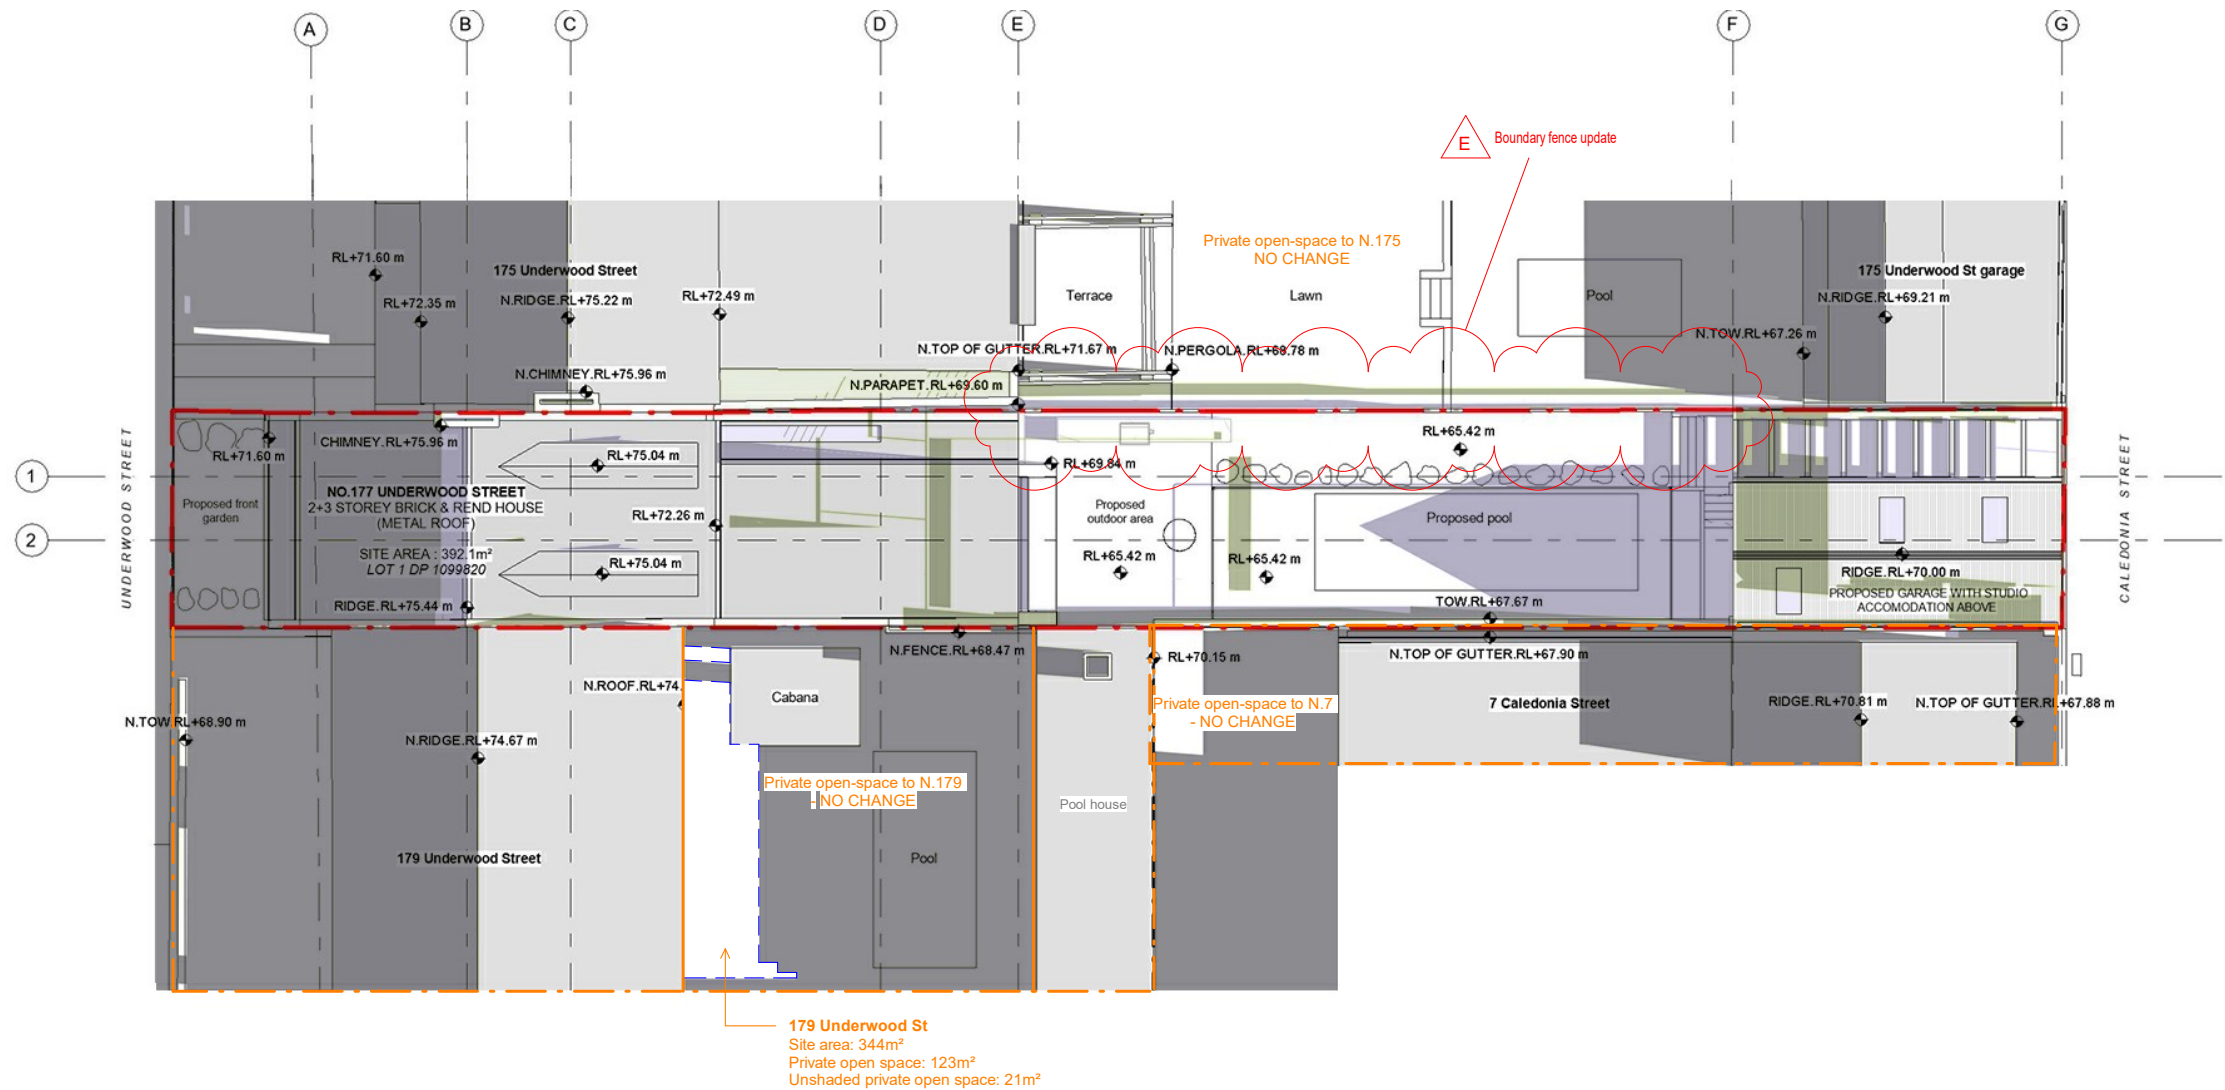 A
B
C
D
E
F
G
E
Boundary fence update
Private open-space to N.175
NO CHANGE
RL+71.60 m
175 Underwood Street
175 Underwood St garage
RL+72.35 m
N.RIDGE.RL+75.22 m
RL+72.49 m
Terrace
Lawn
Pool
N.RIDGE.RL+69.21 m
N.TOW.RL+67.26 m
N.TOP OF GUTTER.RL+71.67 m
N.PERGOLA.RL+68.78 m
N.CHIMNEY.RL+75.96 m
N.PARAPET.RL+69.60 m
UNDERWOOD STREET
CALEDONIA STREET
1
2
CHIMNEY.RL+75.96 m
RL+71.60 m
RL+75.04 m
RL+69.84 m
RL+65.42 m
NO.177 UNDERWOOD STREET
2+3 STOREY BRICK & REND HOUSE
(METAL ROOF)
Proposed front
garden
RL+72.26 m
Proposed
outdoor area
Proposed pool
SITE AREA : 392.1m²
LOT 1 DP 1099820
RL+75.04 m
RL+65.42 m
RL+65.42 m
RIDGE.RL+70.00 m
PROPOSED GARAGE WITH STUDIO
ACCOMODATION ABOVE
RIDGE.RL+75.44 m
TOW.RL+67.67 m
N.FENCE.RL+68.47 m
RL+70.15 m
N.TOP OF GUTTER.RL+67.90 m
N.ROOF.RL+74.
Cabana
Private open-space to N.7
- NO CHANGE
7 Caledonia Street
RIDGE.RL+70.81 m
N.TOP OF GUTTER.RL+67.88 m
N.TOW.RL+68.90 m
N.RIDGE.RL+74.67 m
Private open-space to N.179
- NO CHANGE
Pool house
179 Underwood Street
Pool
179 Underwood St
Site area: 344m²
Private open space: 123m²
Unshaded private open space: 21m²